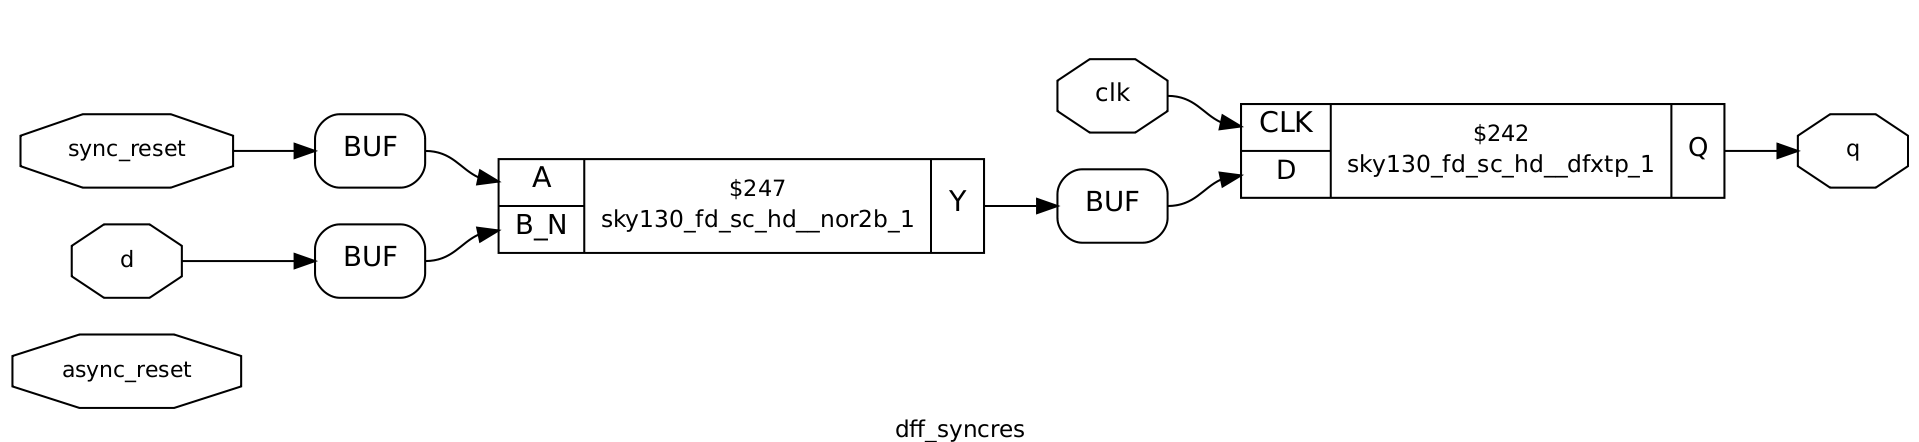 sync_reset
BUF
d
BUF
async_reset
A
B_N
$247
sky130_fd_sc_hd__nor2b_1
Y
clk
BUF
CLK
D
$242
sky130_fd_sc_hd__dfxtp_1
Q
q
dff_syncres